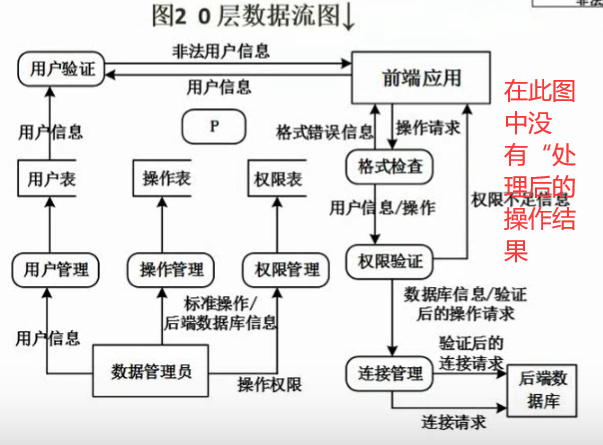 图2 0层数据流图↓
用户验证
非法用户信息
用户信息
前端应用
在此图
中没
有“处
理后的
操作结
果
P
格式错误信息
操作请求
用户信息
用户表
操作表
权限表
格式检查
权限不足信息
用户信息/操作
用户管理
操作管理
权限管理
权限验证
标准操作/
后端数据库信息
数据库信息/验证
后的操作请求
用户信息
数据管理员
操作权限
验证后的
连接请求
连接管理
后端数
据库
连接请求